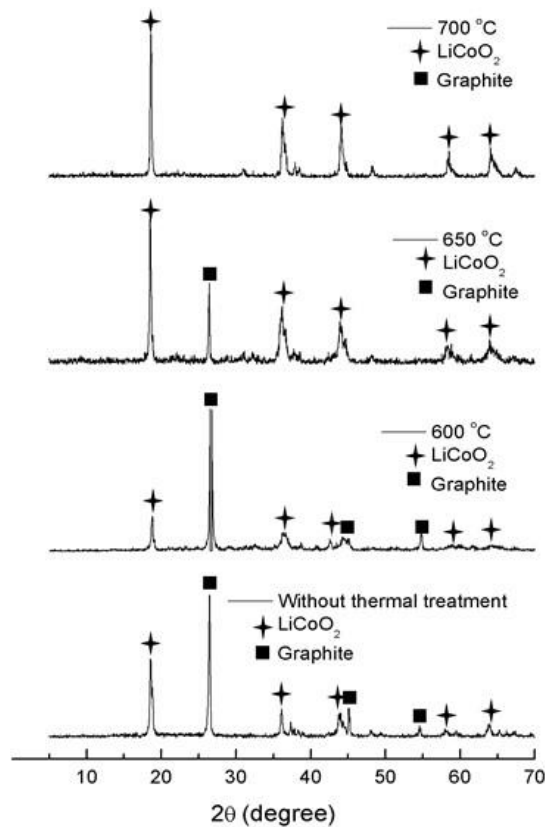 700 °C
LiCoO₂
Graphite
650 °C
LiCoO₂
Graphite
600 °C
LiCoO₂
Graphite
Without thermal treatment
LiCoO₂
Graphite
10 20 30 40 50 60 70
2θ (degree)